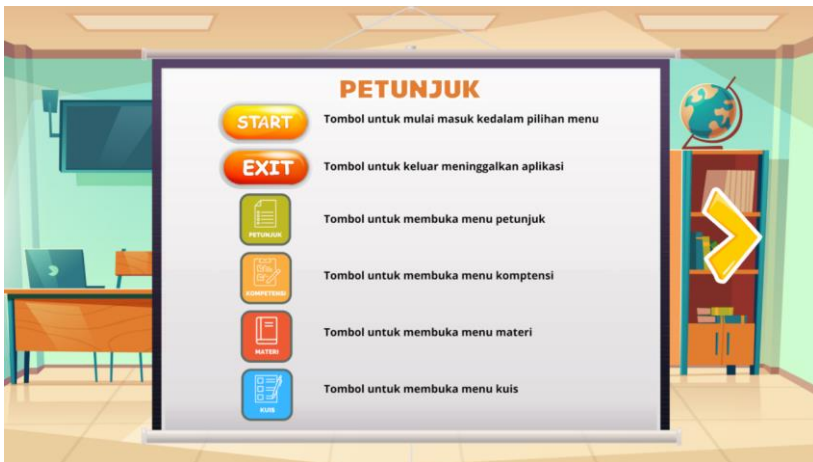 PETUNJUK
START Tombol untuk mulai masuk kedalam pilihan menu
EXIT Tombol untuk keluar meninggalkan aplikasi
PETUNJUK Tombol untuk membuka menu petunjuk
KOMPETENSI Tombol untuk membuka menu komptensi
MATERI Tombol untuk membuka menu materi
KUIS Tombol untuk membuka menu kuis